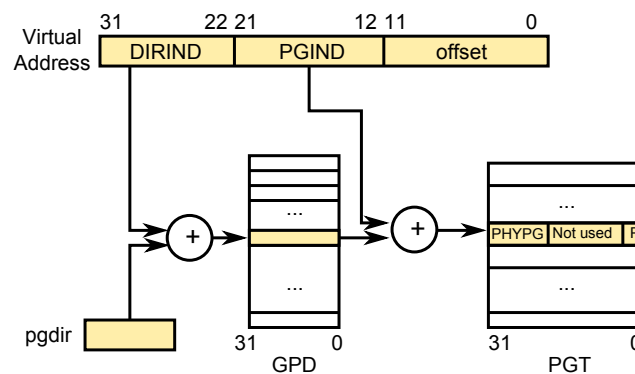 31 22 21 12 11 0
Virtual Address DIRIND PGIND offset
... ...
+ + PHYPG Not used
... ...
pgdir
31 0 31
GPD PGT